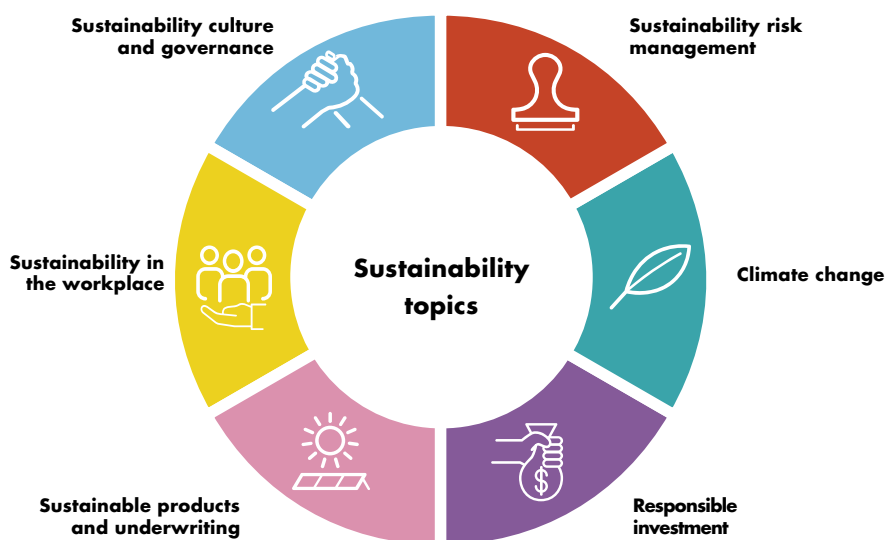 Sustainability culture
and governance
Sustainability risk
management
Sustainability in
the workplace
Sustainability
topics
Climate change
$
Sustainable products
and underwriting
Responsible
investment